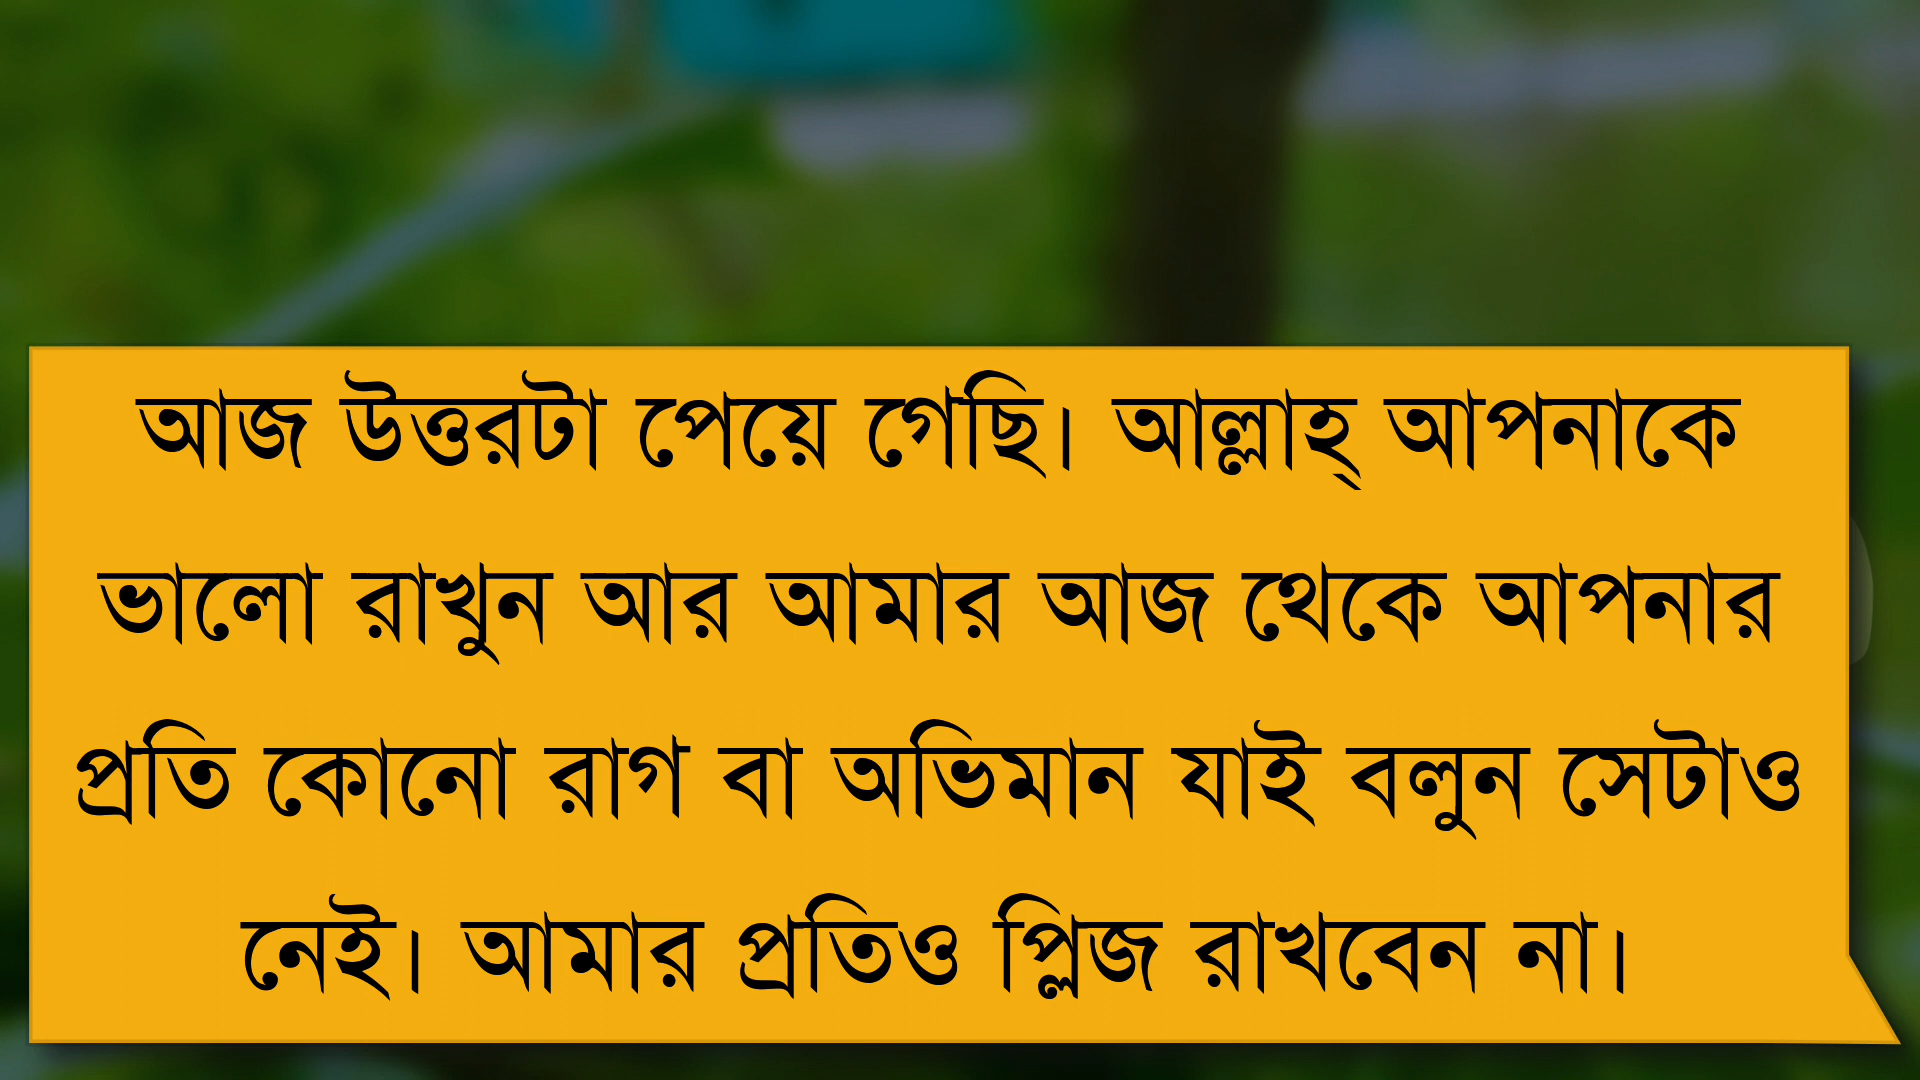 আজ উত্তরটা পেয়ে গেছি। আল্লাহ্ আপনাকে
ভালো রাখুন আর আমার আজ থেকে আপনার
প্রতি কোনো রাগ বা অভিমান যাই বলুন সেটাও
নেই। আমার প্রতিও প্লিজ রাখবেন না।